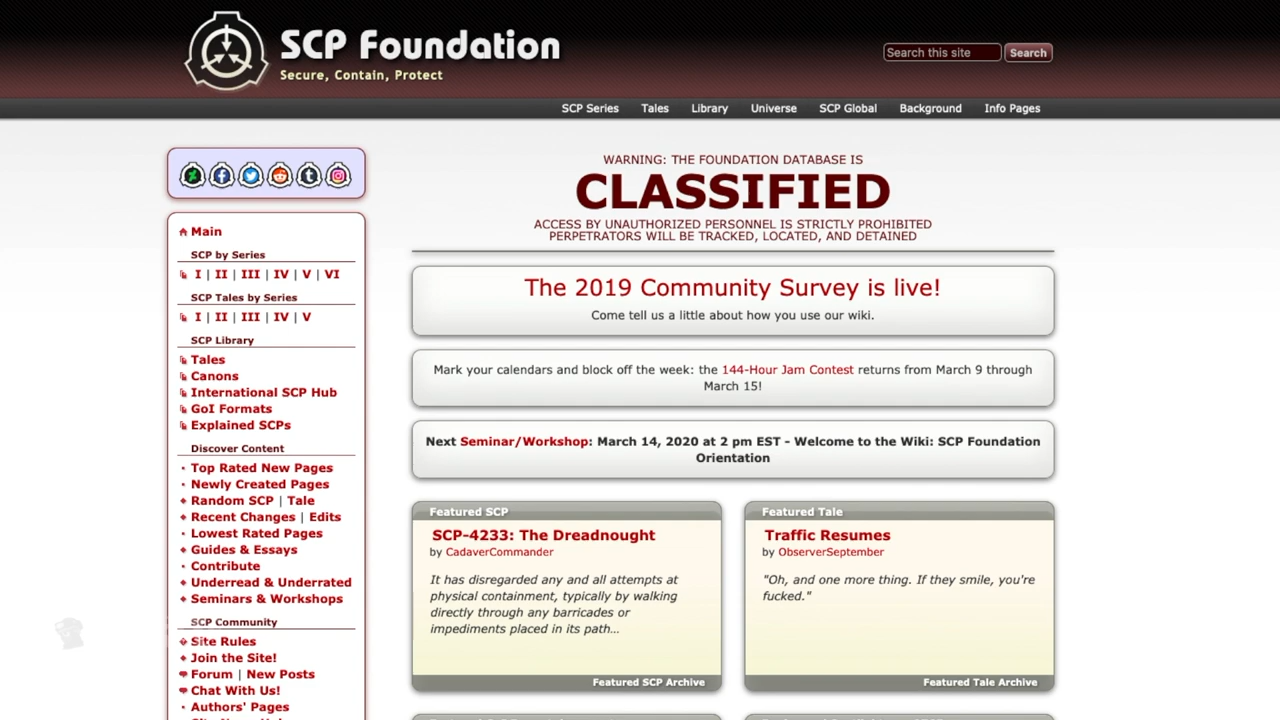 SCP Foundation
Secure, Contain, Protect
Search this site
Search
SCP Series
Tales
Library
Universe
SCP Global
Background
Info Pages
Main
SCP by Series
I | II | III | IV | V | VI
SCP Tales by Series
I | II | III | IV | V
SCP Library
Tales
Canons
International SCP Hub
GoI Formats
Explained SCPs
Discover Content
Top Rated New Pages
Newly Created Pages
Random SCP | Tale
Recent Changes | Edits
Lowest Rated Pages
Guides & Essays
Contribute
Underread & Underrated
Seminars & Workshops
SCP Community
Site Rules
Join the Site!
Forum | New Posts
Chat With Us!
Authors' Pages
WARNING: THE FOUNDATION DATABASE IS
CLASSIFIED
ACCESS BY UNAUTHORIZED PERSONNEL IS STRICTLY PROHIBITED
PERPETRATORS WILL BE TRACKED, LOCATED, AND DETAINED
The 2019 Community Survey is live!
Come tell us a little about how you use our wiki.
Mark your calendars and block off the week: the 144-Hour Jam Contest returns from March 9 through
March 15!
Next Seminar/Workshop: March 14, 2020 at 2 pm EST - Welcome to the Wiki: SCP Foundation
Orientation
Featured SCP
SCP-4233: The Dreadnought
by CadaverCommander
It has disregarded any and all attempts at
physical containment, typically by walking
directly through any barricades or
impediments placed in its path...
Featured SCP Archive
Featured Tale
Traffic Resumes
by ObserverSeptember
"Oh, and one more thing. If they smile, you're
fucked."
Featured Tale Archive